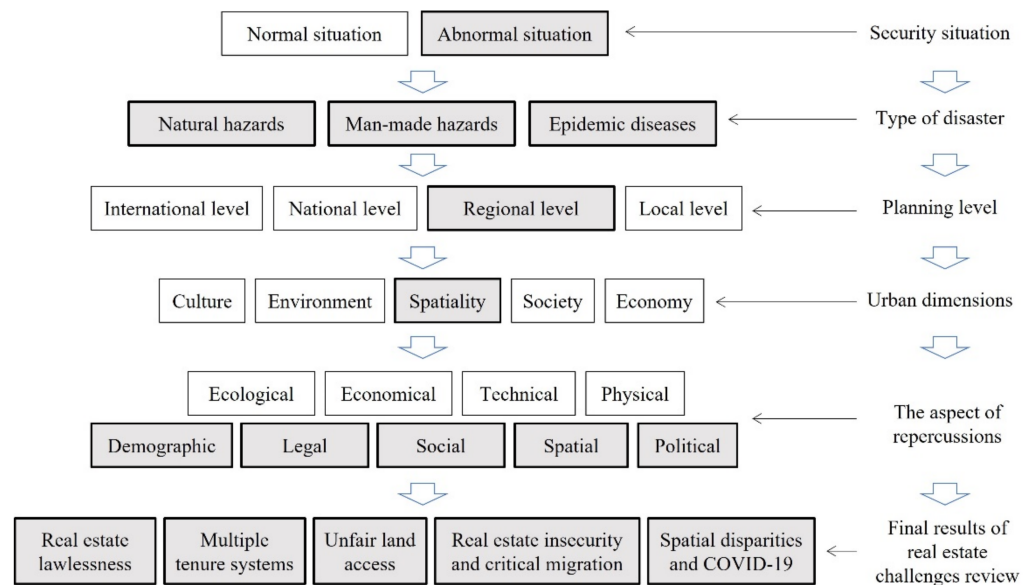 Normal situation
Abnormal situation
Security situation
Natural hazards
Man-made hazards
Epidemic diseases
Type of disaster
International level
National level
Regional level
Local level
Planning level
Culture
Environment
Spatiality
Society
Economy
Urban dimensions
Ecological
Economical
Technical
Physical
Demographic
Legal
Social
Spatial
Political
The aspect of
repercussions
Real estate
lawlessness
Multiple
tenure systems
Unfair land
access
Real estate insecurity
and critical migration
Spatial disparities
and COVID-19
Final results of
real estate
challenges review